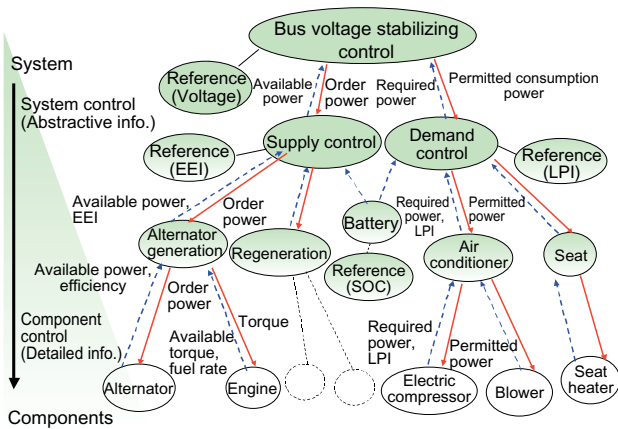 Bus voltage stabilizing
control
System
Reference
(Voltage)
Available
power
Order
power
Required
power
Permitted consumption
power
System control
(Abstractive info.)
Reference
(EEI)
Supply control
Demand
control
Reference
(LPI)
Available power,
EEI
Order
power
Battery
Required
power,
LPI
Permitted
power
Alternator
generation
Regeneration
Reference
(SOC)
Air
conditioner
Seat
Available power,
efficiency
Order
power
Torque
Available
torque,
fuel rate
Required
power,
LPI
Permitted
power
Component
control
(Detailed info.)
Alternator
Engine
Electric
compressor
Blower
Seat
heater
Components